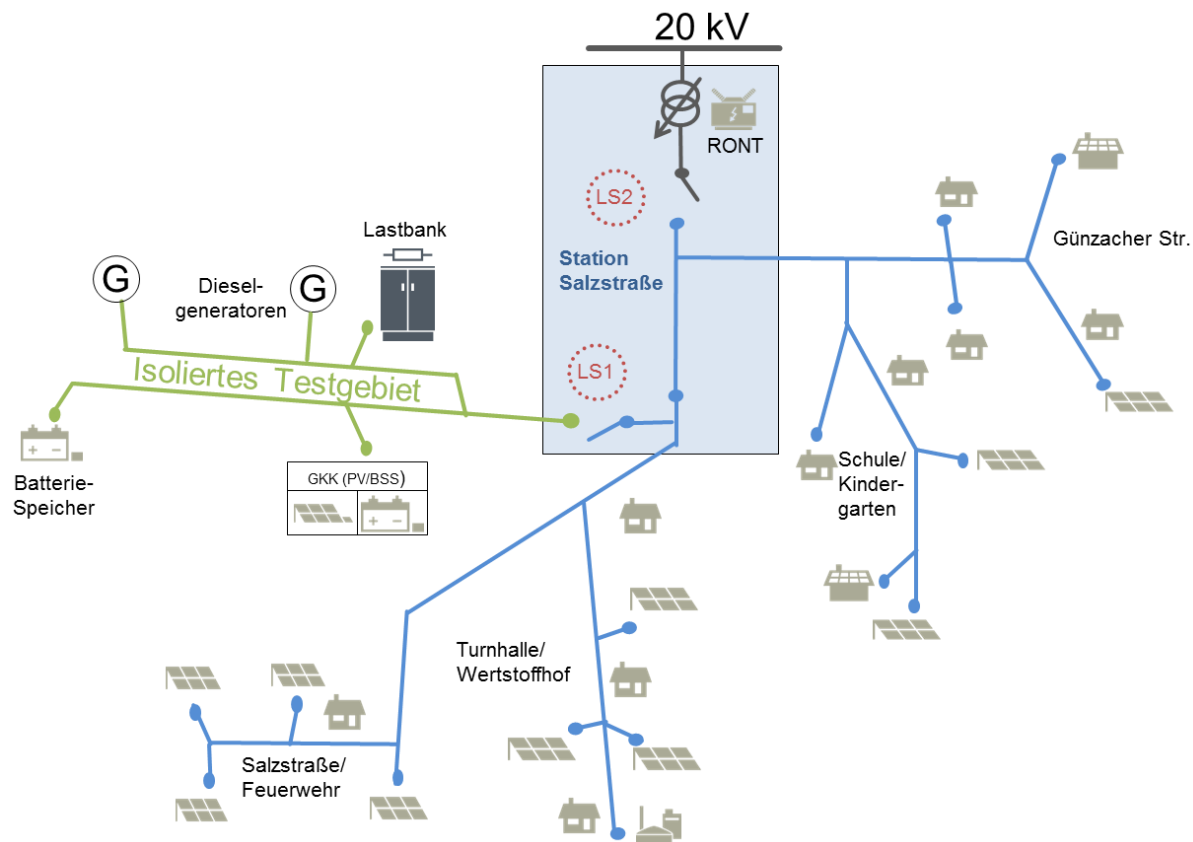 20 kV
RONT
LS2
Station
Salzstraße
Günzacher Str.
Lastbank
G
Diesel-
generatoren
G
Isoliertes Testgebiet
LS1
Batterie-
Speicher
GKK (PV/BSS)
Schule/
Kinder-
garten
Turnhalle/
Wertstoffhof
Salzstraße/
Feuerwehr